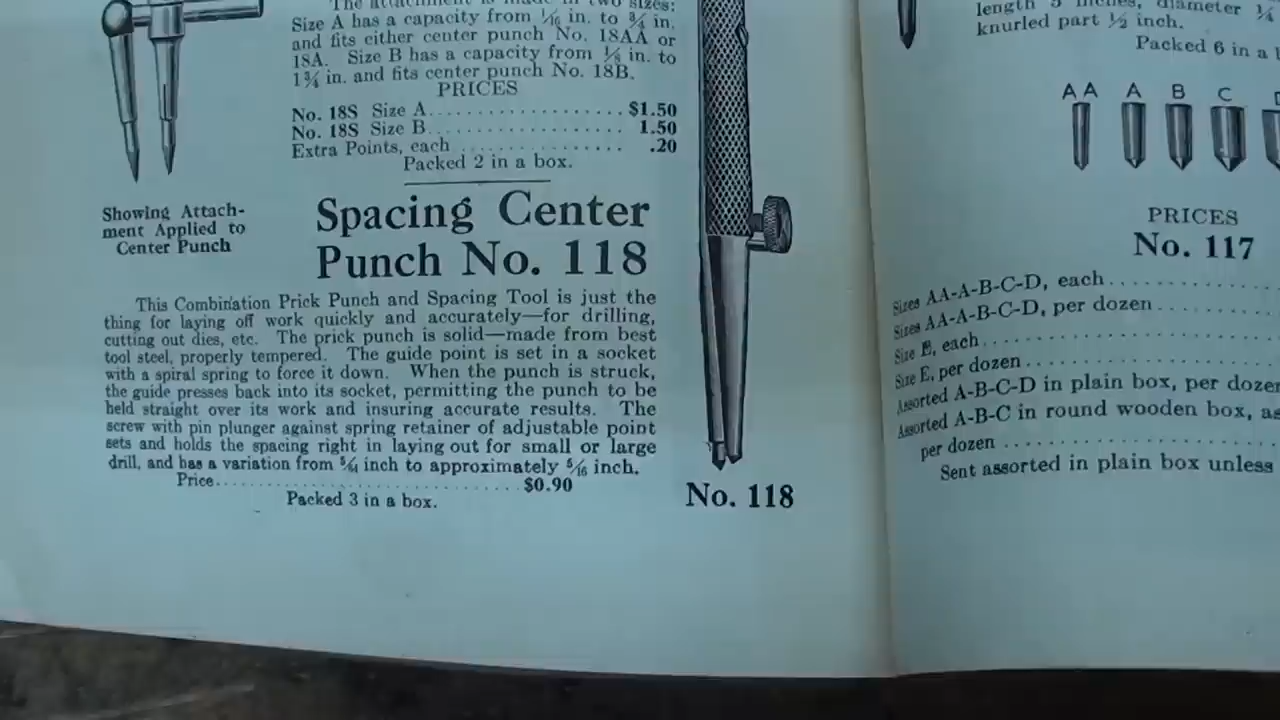 The attachment is made in two sizes:
Size A has a capacity from 1/16 in. to 3/4 in.
and fits either center punch No. 18AA or
18A. Size B has a capacity from 1/8 in. to
1 3/4 in. and fits center punch No. 18B.
PRICES
No. 18S Size A.......................$1.50
No. 18S Size B....................... 1.50
Extra Points, each ................ .20
Packed 2 in a box.
Showing Attach-
ment Applied to
Center Punch
Spacing Center
Punch No. 118
This Combination Prick Punch and Spacing Tool is just the
thing for laying off work quickly and accurately—for drilling,
cutting out dies, etc. The prick punch is solid—made from best
tool steel, properly tempered. The guide point is set in a socket
with a spiral spring to force it down. When the punch is struck,
the guide presses back into its socket, permitting the punch to be
held straight over its work and insuring accurate results. The
screw with pin plunger against spring retainer of adjustable point
sets and holds the spacing right in laying out for small or large
drill, and has a variation from 5/64 inch to approximately 5/16 inch.
Price..............................$0.90
Packed 3 in a box.
No. 118
length 5 inches, diameter
knurled part 1/2 inch.
Packed 6 in a
AA A B C
PRICES
No. 117
Sizes AA-A-B-C-D, each................
Sizes AA-A-B-C-D, per dozen............
Size E, each..........................
Size E, per dozen.....................
Assorted A-B-C-D in plain box, per
Assorted A-B-C in round wooden box,
per dozen ............................
Sent assorted in plain box unless